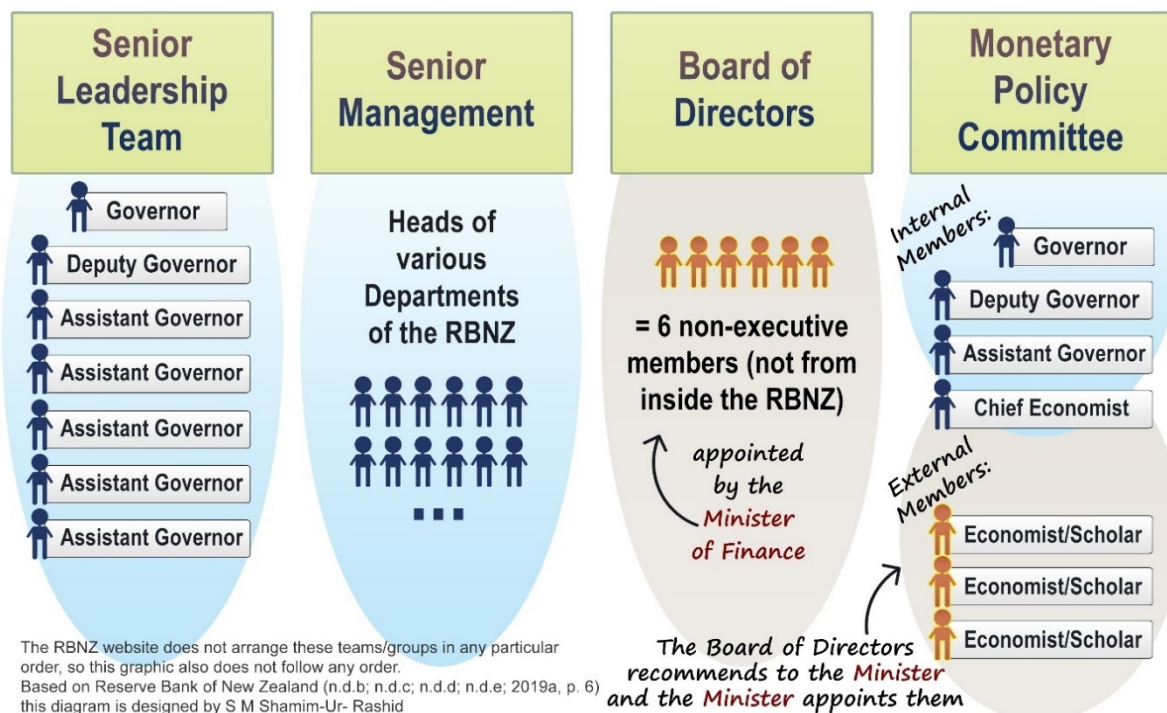 Senior
Leadership
Team
Governor
Deputy Governor
Assistant Governor
Assistant Governor
Assistant Governor
Assistant Governor
Assistant Governor
Senior
Management
Heads of
various
Departments
of the RBNZ
...
Board of
Directors
= 6 non-executive
members (not from
inside the RBNZ)
appointed
by the
Minister
of Finance
Monetary
Policy
Committee
Internal
Members:
Governor
Deputy Governor
Assistant Governor
Chief Economist
External
Members:
Economist/Scholar
Economist/Scholar
Economist/Scholar
The Board of Directors
recommends to the Minister
and the Minister appoints them
The RBNZ website does not arrange these teams/groups in any particular
order, so this graphic also does not follow any order.
Based on Reserve Bank of New Zealand (n.d.b; n.d.c; n.d.d; n.d.e; 2019a, p. 6)
this diagram is designed by S M Shamim-Ur- Rashid